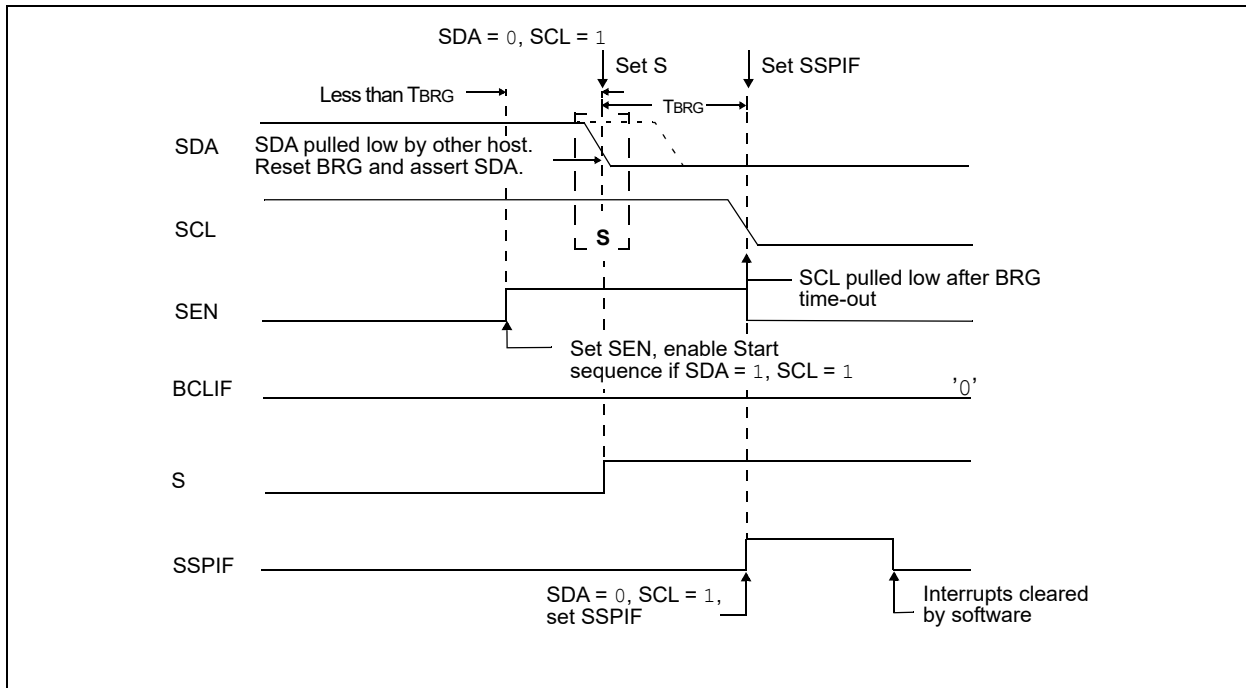 SDA = 0, SCL = 1
Set S
Set SSPIF
Less than TBRG
TBRG
SDA
SDA pulled low by other host.
Reset BRG and assert SDA.
SCL
S
SCL pulled low after BRG
time-out
SEN
Set SEN, enable Start
sequence if SDA = 1, SCL = 1
BCLIF
'0'
S
SSPIF
SDA = 0, SCL = 1,
set SSPIF
Interrupts cleared
by software